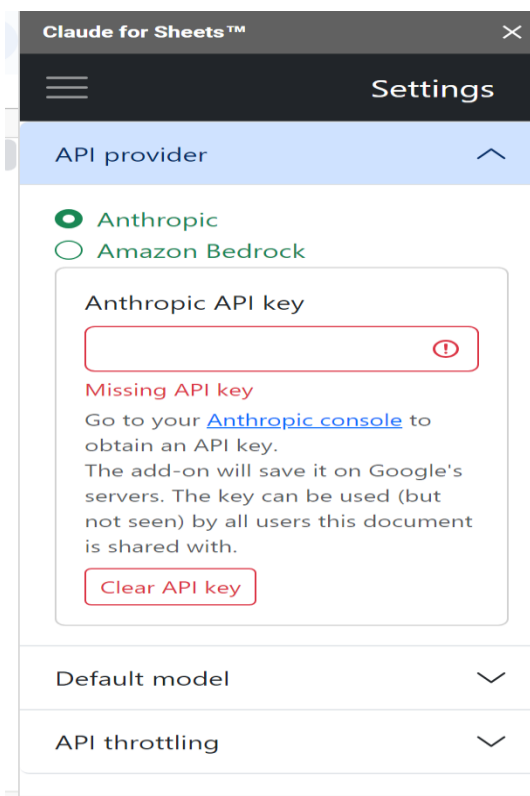 Claude for Sheets™
Settings
API provider
Anthropic
Amazon Bedrock
Anthropic API key
Missing API key
Go to your Anthropic console to
obtain an API key.
The add-on will save it on Google's
servers. The key can be used (but
not seen) by all users this document
is shared with.
Clear API key
Default model
API throttling